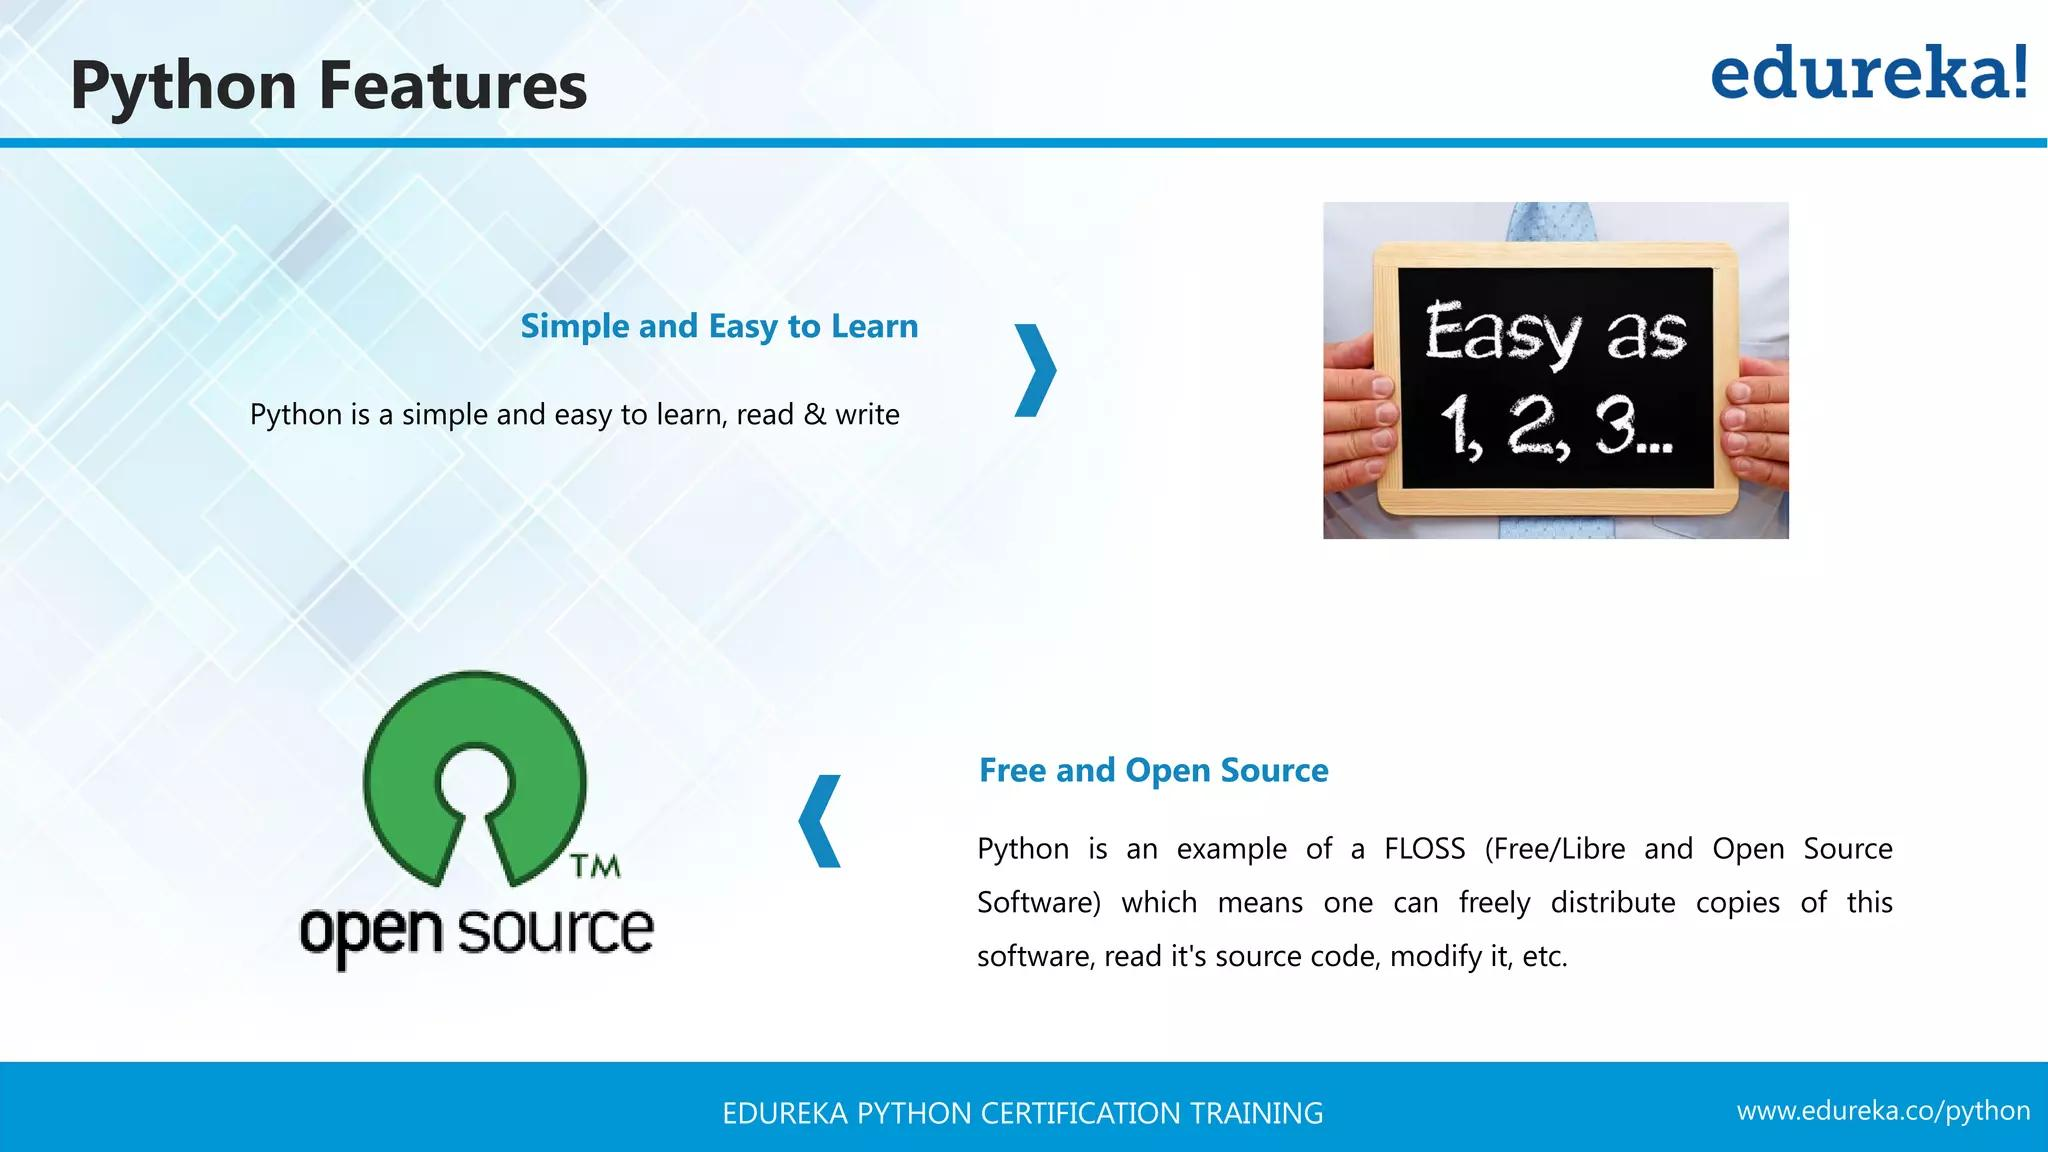 Python Features
edureka!
Simple and Easy to Learn
Python is a simple and easy to learn, read & write
Easy as
1, 2, 3...
TM
open source
Free and Open Source
Python is an example of a FLOSS (Free/Libre and Open Source
Software) which means one can freely distribute copies of this
software, read it's source code, modify it, etc.
EDUREKA PYTHON CERTIFICATION TRAINING
www.edureka.co/python